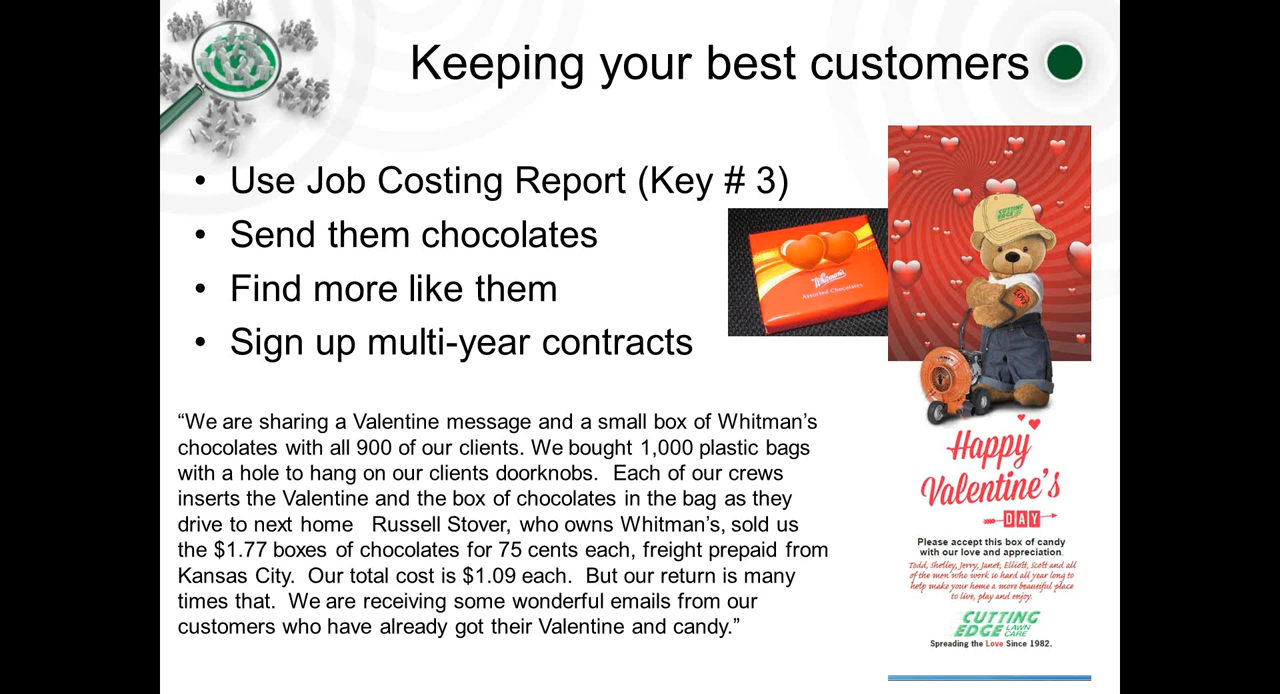 Keeping your best customers
• Use Job Costing Report (Key # 3)
• Send them chocolates
• Find more like them
• Sign up multi-year contracts
“We are sharing a Valentine message and a small box of Whitman’s
chocolates with all 900 of our clients. We bought 1,000 plastic bags
with a hole to hang on our clients doorknobs.  Each of our crews
inserts the Valentine and the box of chocolates in the bag as they
drive to next home   Russell Stover, who owns Whitman’s, sold us
the $1.77 boxes of chocolates for 75 cents each, freight prepaid from
Kansas City.  Our total cost is $1.09 each.  But our return is many
times that.  We are receiving some wonderful emails from our
customers who have already got their Valentine and candy.”
Whitman's
Assorted Chocolates
CUTTING
EDGE
LOVE
Happy
Valentine's
DAY
Please accept this box of candy
with our love and appreciation.
Todd, Shelley, Jerry, Janet, Elliott, Scott and all
of the men who work so hard all year long to
help make your home a more beautiful place
to live, play and enjoy.
CUTTING
EDGE LAWN
CARE
Spreading the Love Since 1982.